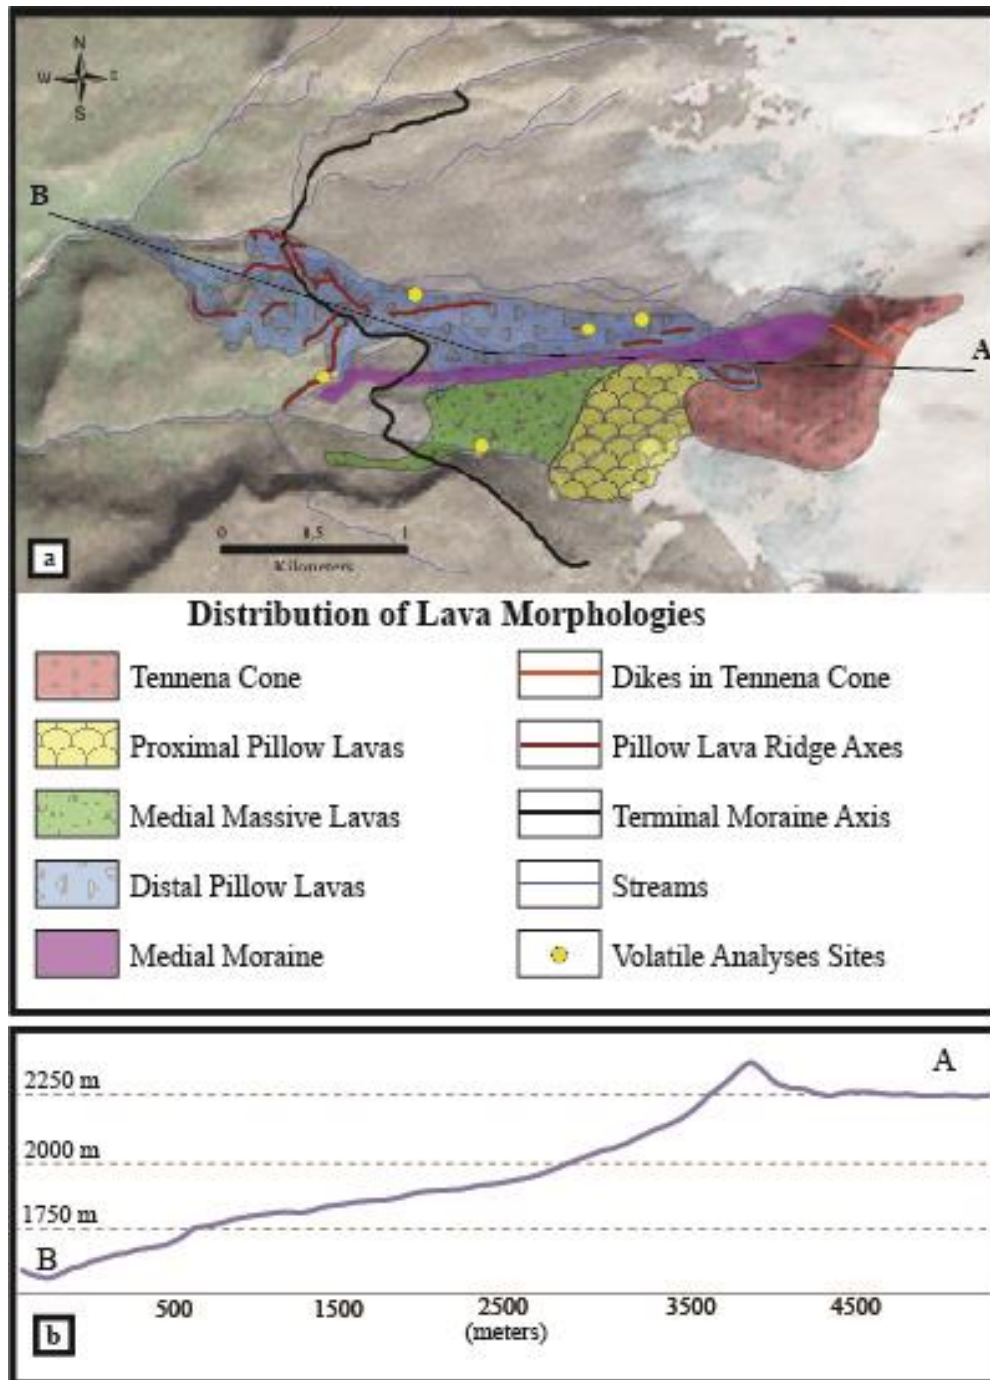 N
W E
S
B
A
0 0.5 1
Kilometers
a
Distribution of Lava Morphologies
Tennena Cone
Dikes in Tennena Cone
Proximal Pillow Lavas
Pillow Lava Ridge Axes
Medial Massive Lavas
Terminal Moraine Axis
Distal Pillow Lavas
Streams
Medial Moraine
Volatile Analyses Sites
A
2250 m
2000 m
1750 m
B
500 1500 2500 3500 4500
(meters)
b